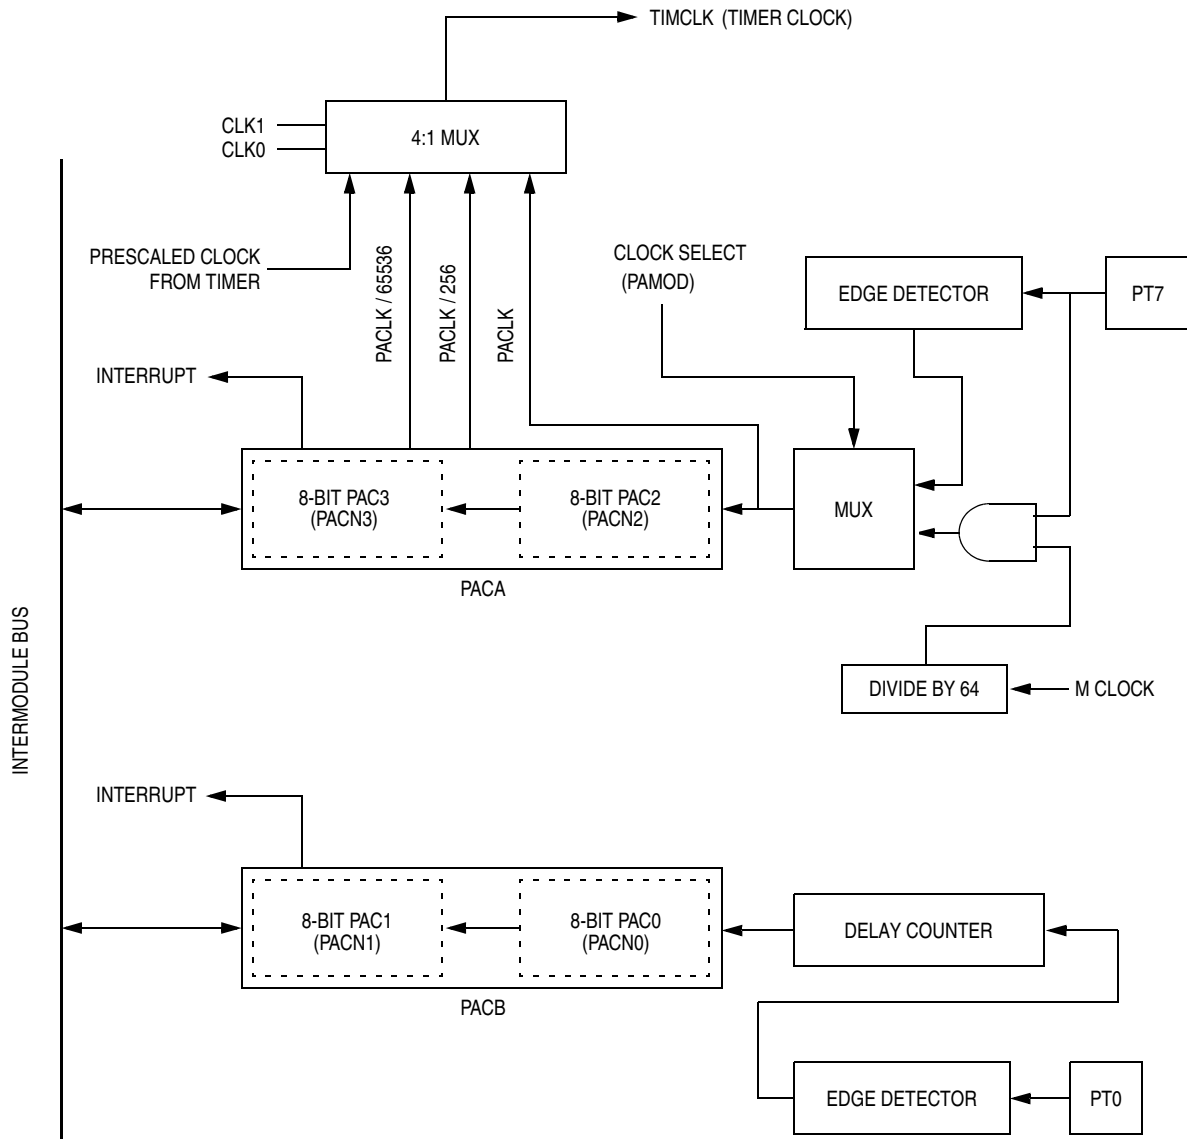 TIMCLK (TIMER CLOCK)
CLK1
CLK0
4:1 MUX
PRESCALED CLOCK
FROM TIMER
PACLK / 65536
PACLK / 256
PACLK
CLOCK SELECT
(PAMOD)
EDGE DETECTOR
PT7
INTERRUPT
8-BIT PAC3
(PACN3)
8-BIT PAC2
(PACN2)
MUX
PACA
INTERMODULE BUS
DIVIDE BY 64
M CLOCK
INTERRUPT
8-BIT PAC1
(PACN1)
8-BIT PAC0
(PACN0)
DELAY COUNTER
PACB
EDGE DETECTOR
PT0